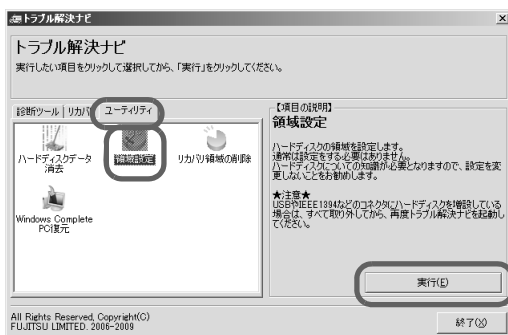 トラブル解決ナビ
トラブル解決ナビ
実行したい項目をクリックして選択してから、「実行」をクリックしてください。
診断ツール
リカバリ
ユーティリティ
ハードディスクデータ
消去
領域設定
リカバリ領域の削除
Windows Complete
PC復元
【項目の説明】
領域設定
ハードディスクの領域を設定します。
通常は設定をする必要はありません。
ハードディスクについての知識が必要となりますので、設定を変
更しないことをお勧めします。
★注意★
USBやIEEE1394などのコネクタにハードディスクを増設している
場合は、すべて取り外してから、再度トラブル解決ナビを起動し
てください。
実行(E)
All Rights Reserved, Copyright(C)
FUJITSU LIMITED. 2006-2009
終了(X)